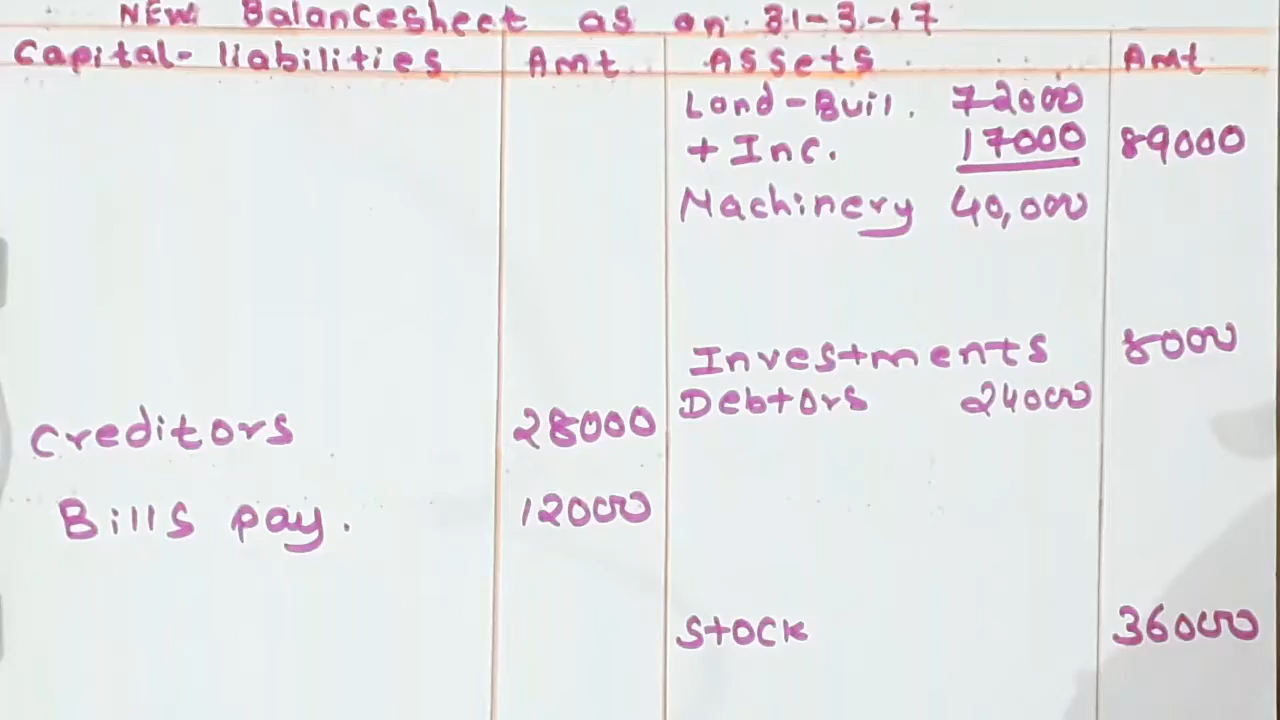 NEW Balancesheet as on 31-3-17
Capital-liabilities Amt Assets Amt
Land-Buil. 72000
+ Inc. 17000 89000
Machinery 40,000
Investments 8000
Debtors 24000
Creditors 28000
Bills pay. 12000
Stock 36000